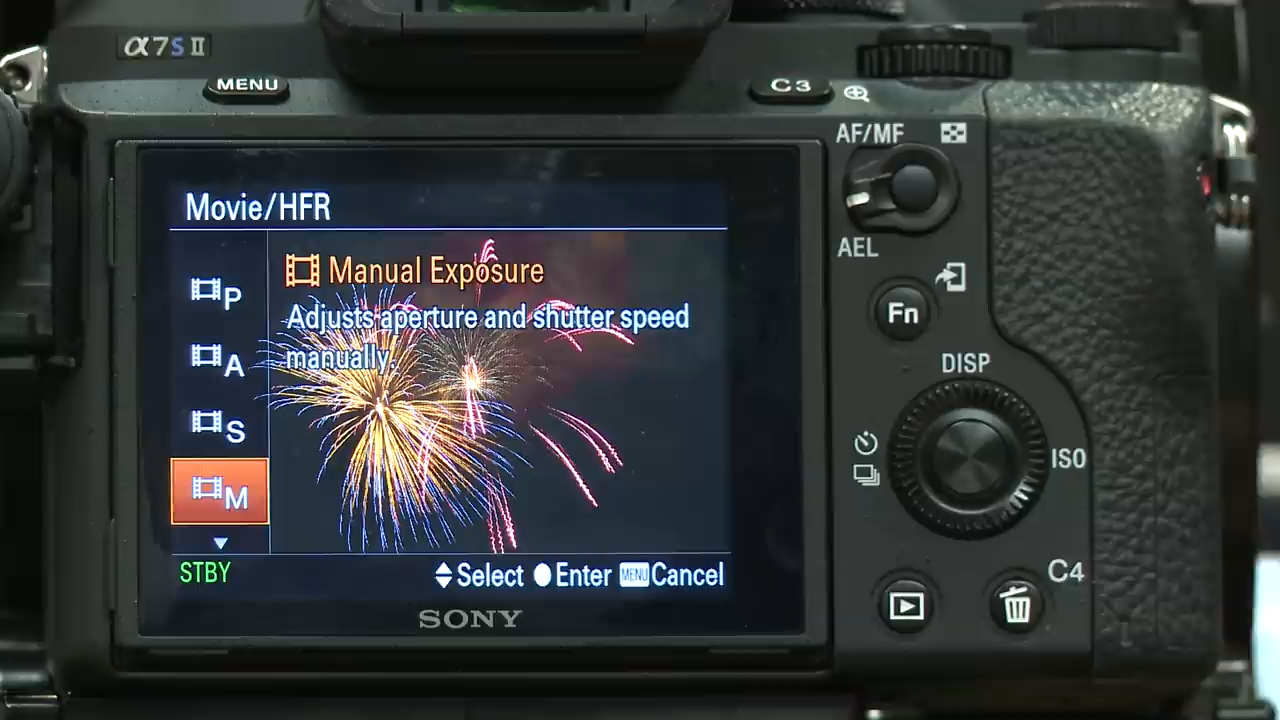 α7S II
MENU
C3
AF/MF
AEL
Fn
DISP
ISO
C4
Movie/HFR
Manual Exposure
Adjusts aperture and shutter speed
manually.
P
A
S
M
STBY
Select Enter MENU Cancel
SONY